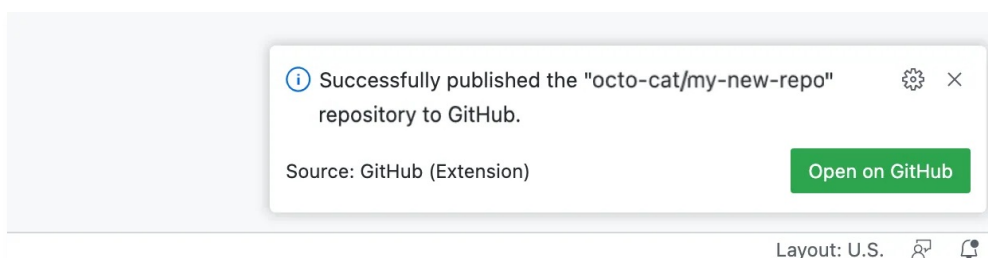 Successfully published the "octo-cat/my-new-repo"
repository to GitHub.
Source: GitHub (Extension)
Open on GitHub
Layout: U.S.